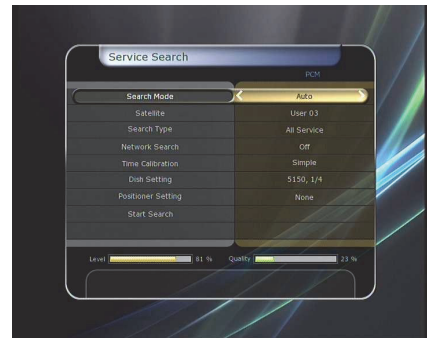 Service Search
PCM
Search Mode Auto
Satellite User 03
Search Type All Service
Network Search Off
Time Calibration Simple
Dish Setting 5150, 1/4
Positioner Setting None
Start Search
Level 81 % Quality 23 %